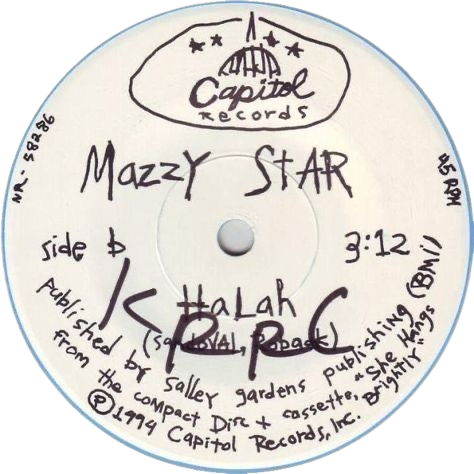 Capitol
Records
NR-58286
45 RPM
Mazzy StAR
side b
3:12
HaLah
(SandovAl, Roback)
KPPC
published by salley gardens publishing (BMI)
from the compact Disc + cassette, "She Hangs Brightly"
℗1994 Capitol Records, Inc.